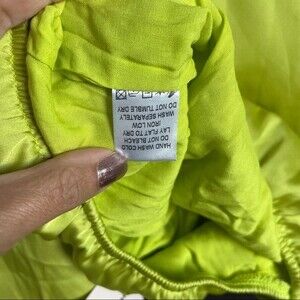 HAND WASH COLD
DO NOT BLEACH
LAY FLAT TO DRY
IRON LOW
WASH SEPARATELY
DO NOT TUMBLE DRY